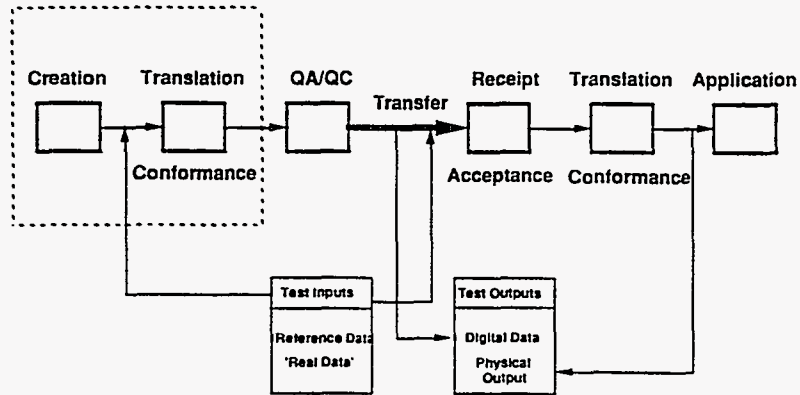 Creation Translation QA/QC Receipt Translation Application
Transfer
Conformance Acceptance Conformance
Test Inputs Test Outputs
Reference Data Digital Data
'Real Data' Physical
Output